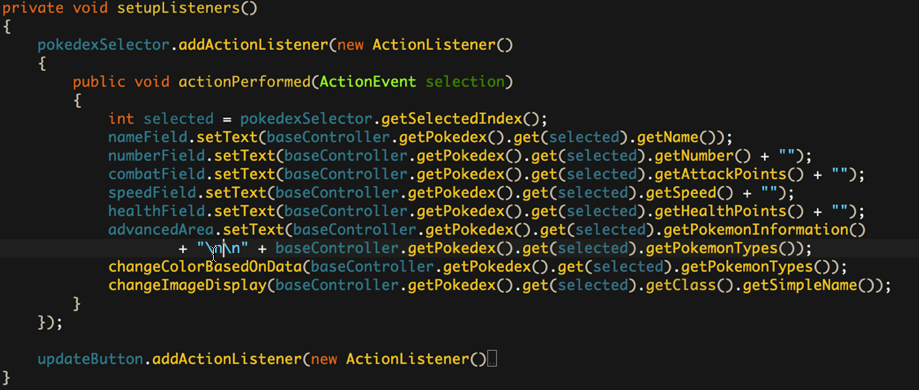 private void setupListeners()
{
    pokedexSelector.addActionListener(new ActionListener()
    {
        public void actionPerformed(ActionEvent selection)
        {
            int selected = pokedexSelector.getSelectedIndex();
            nameField.setText(baseController.getPokedex().get(selected).getName());
            numberField.setText(baseController.getPokedex().get(selected).getNumber() + "");
            combatField.setText(baseController.getPokedex().get(selected).getAttackPoints() + "");
            speedField.setText(baseController.getPokedex().get(selected).getSpeed() + "");
            healthField.setText(baseController.getPokedex().get(selected).getHealthPoints() + "");
            advancedArea.setText(baseController.getPokedex().get(selected).getPokemonInformation()
                    + "\n\n" + baseController.getPokedex().get(selected).getPokemonTypes());
            changeColorBasedOnData(baseController.getPokedex().get(selected).getPokemonTypes());
            changeImageDisplay(baseController.getPokedex().get(selected).getClass().getSimpleName());
        }
    });
    updateButton.addActionListener(new ActionListener()
}